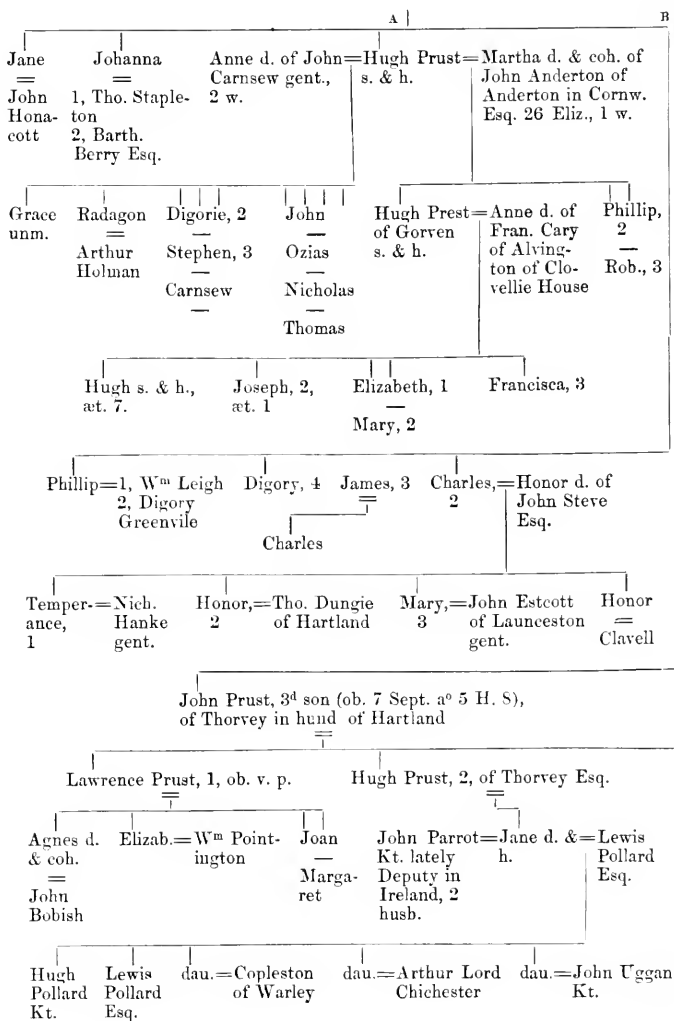 A B
Jane Johanna Anne d. of John=Hugh Prust=Martha d. & coh. of
= = Carnsew gent., s. & h. John Anderton of
John 1, Tho. Staple- 2 w. Anderton in Cornw.
Hona- ton Esq. 26 Eliz., 1 w.
cott 2, Barth.
Berry Esq.
Grace Radagon Digorie, 2 John Hugh Prest=Anne d. of Phillip,
unm. = — — of Gorven Fran. Cary 2
Arthur Stephen, 3 Ozias s. & h. of Alving- —
Holman — — ton of Clo- Rob., 3
Carnsew Nicholas vellie House
— —
Thomas
Hugh s. & h., Joseph, 2, Elizabeth, 1 Francisca, 3
æt. 7. æt. 1 —
Mary, 2
Phillip=1, Wᵐ Leigh Digory, 4 James, 3 Charles,=Honor d. of
2, Digory = 2 John Steve
Greenvile Esq.
Charles
Temper-=Nich. Honor,=Tho. Dungie Mary,=John Estcott Honor
ance, Hanke 2 of Hartland 3 of Launceston =
1 gent. gent. Clavell
John Prust, 3ᵈ son (ob. 7 Sept. aᵒ 5 H. 8),
of Thorvey in hund of Hartland
=
Lawrence Prust, 1, ob. v. p. Hugh Prust, 2, of Thorvey Esq.
= =
Agnes d. Elizab.=Wᵐ Point- Joan John Parrot=Jane d. &=Lewis
& coh. ington — Kt. lately h. Pollard
= Marga- Deputy in Esq.
John ret Ireland, 2
Bobish husb.
Hugh Lewis dau.=Copleston dau.=Arthur Lord dau.=John Uggan
Pollard Pollard of Warley Chichester Kt.
Kt. Esq.